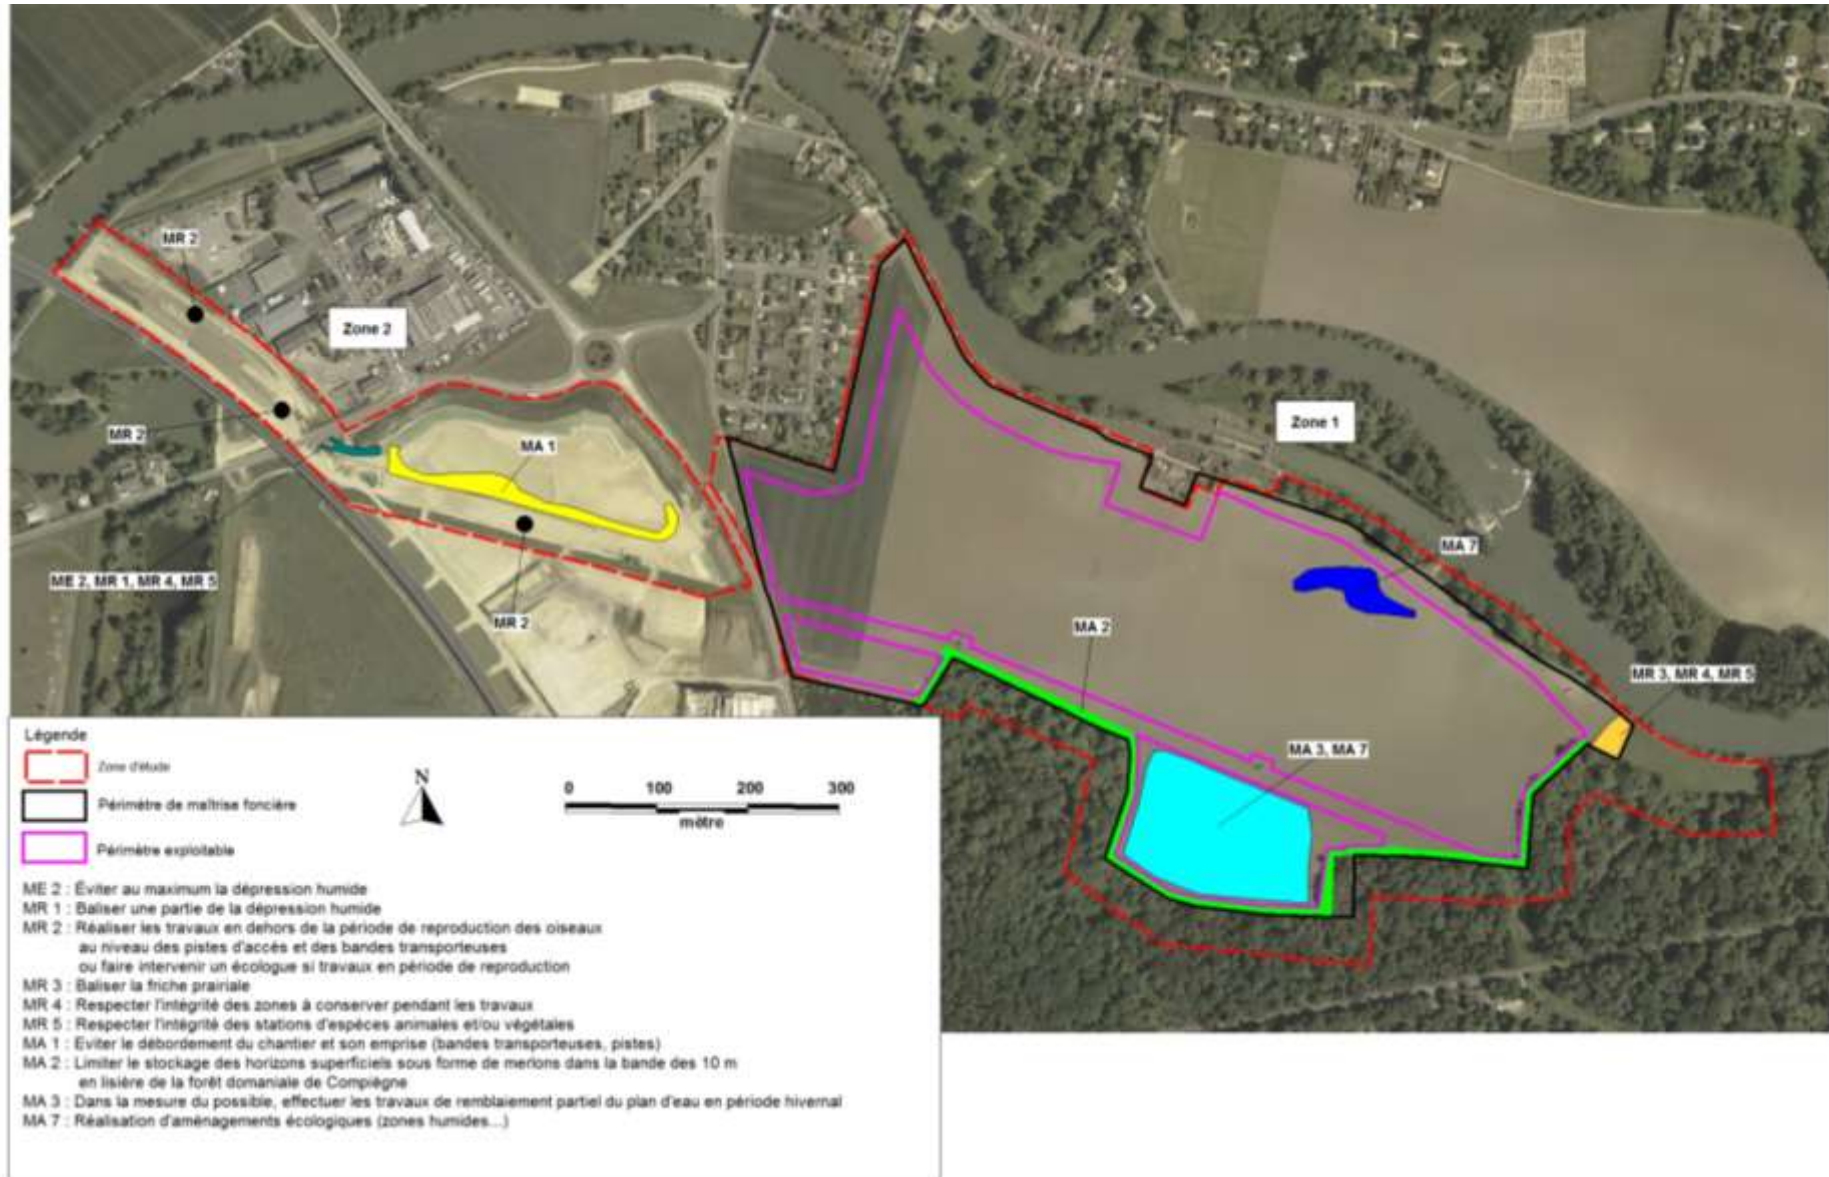 MR 2
Zone 2
MR 2
MA 1
ME 2, MR 1, MR 4, MR 5
MR 2
Zone 1
MA 7
MA 2
MR 3, MR 4, MR 5
MA 3, MA 7
Légende
Zone d'étude
Périmètre de maîtrise foncière
Périmètre exploitable
N
0 100 200 300
mètre
ME 2 : Éviter au maximum la dépression humide
MR 1 : Baliser une partie de la dépression humide
MR 2 : Réaliser les travaux en dehors de la période de reproduction des oiseaux
au niveau des pistes d'accès et des bandes transporteuses
ou faire intervenir un écologue si travaux en période de reproduction
MR 3 : Baliser la friche prairiale
MR 4 : Respecter l'intégrité des zones à conserver pendant les travaux
MR 5 : Respecter l'intégrité des stations d'espèces animales et/ou végétales
MA 1 : Eviter le débordement du chantier et son emprise (bandes transporteuses, pistes)
MA 2 : Limiter le stockage des horizons superficiels sous forme de merlons dans la bande des 10 m
en lisière de la forêt domaniale de Compiègne
MA 3 : Dans la mesure du possible, effectuer les travaux de remblaiement partiel du plan d'eau en période hivernal
MA 7 : Réalisation d'aménagements écologiques (zones humides...)